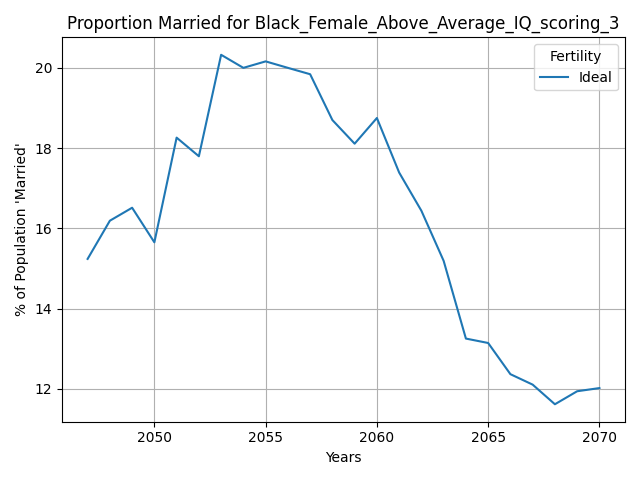 Proportion Married for Black_Female_Above_Average_IQ_scoring_3
Fertility
Ideal
% of Population 'Married'
20
18
16
14
12
2050 2055 2060 2065 2070
Years